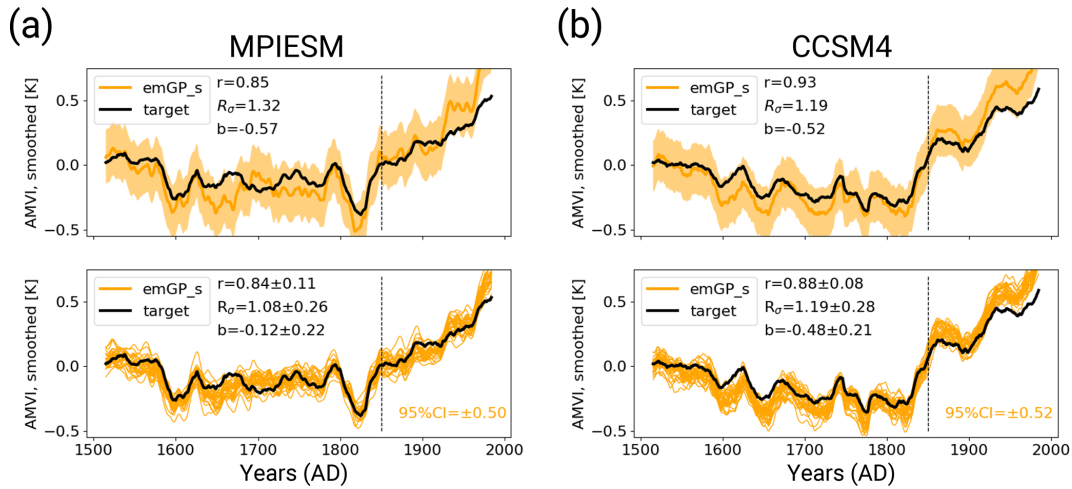 (a)
MPIESM
AMVI, smoothed [K]
0.5
0.0
−0.5
emGP_s
target
r=0.85
Rσ=1.32
b=-0.57
AMVI, smoothed [K]
0.5
0.0
−0.5
emGP_s
target
r=0.84±0.11
Rσ=1.08±0.26
b=-0.12±0.22
95%CI=±0.50
1500 1600 1700 1800 1900 2000
Years (AD)
(b)
CCSM4
AMVI, smoothed [K]
0.5
0.0
−0.5
emGP_s
target
r=0.93
Rσ=1.19
b=-0.52
AMVI, smoothed [K]
0.5
0.0
−0.5
emGP_s
target
r=0.88±0.08
Rσ=1.19±0.28
b=-0.48±0.21
95%CI=±0.52
1500 1600 1700 1800 1900 2000
Years (AD)